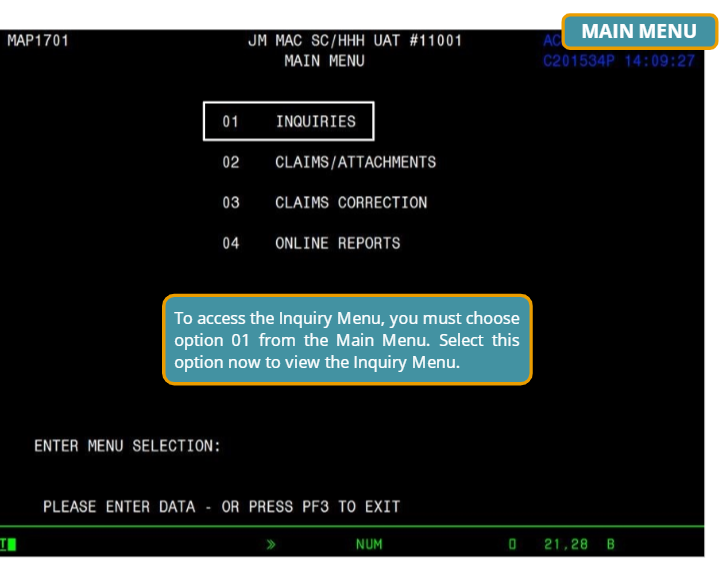 MAIN MENU
MAP1701 JM MAC SC/HHH UAT #11001 AC
MAIN MENU C201534P 14:09:27
01 INQUIRIES
02 CLAIMS/ATTACHMENTS
03 CLAIMS CORRECTION
04 ONLINE REPORTS
To access the Inquiry Menu, you must choose
option 01 from the Main Menu. Select this
option now to view the Inquiry Menu.
ENTER MENU SELECTION:
PLEASE ENTER DATA - OR PRESS PF3 TO EXIT
» NUM 21,28 B